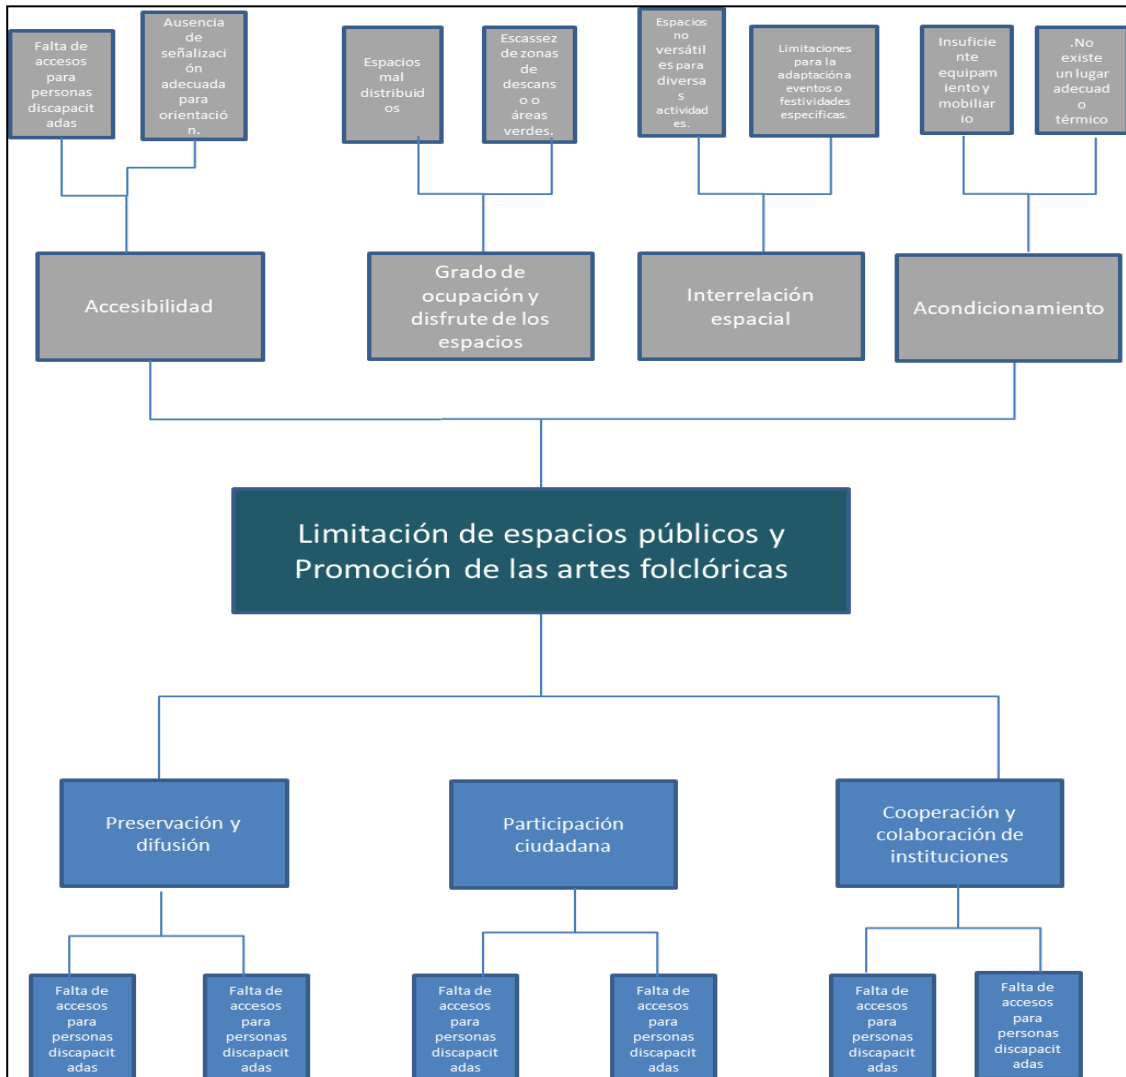 Falta de
accesos
para
personas
discapacit
adas
Ausencia
de
señalizaci
ón
adecuada
para
orientació
n.
Espacios
mal
distribuid
os
Escassez
de zonas
de
descans
o o
áreas
verdes.
Espacios
no
versátil
es para
diversa
s
actividad
es.
Limitaciones
para la
adaptación a
eventos o
festividades
específicas.
Insuficie
nte
equipam
iento y
mobiliar
io
.No
existe
un lugar
adecuad
o
térmico
Accesibilidad
Grado de
ocupación y
disfrute de los
espacios
Interrelación
espacial
Acondicionamiento
Limitación de espacios públicos y
Promoción de las artes folclóricas
Preservación y
difusión
Participación
ciudadana
Cooperación y
colaboración de
instituciones
Falta de
accesos
para
personas
discapacit
adas
Falta de
accesos
para
personas
discapacit
adas
Falta de
accesos
para
personas
discapacit
adas
Falta de
accesos
para
personas
discapacit
adas
Falta de
accesos
para
personas
discapacit
adas
Falta de
accesos
para
personas
discapacit
adas